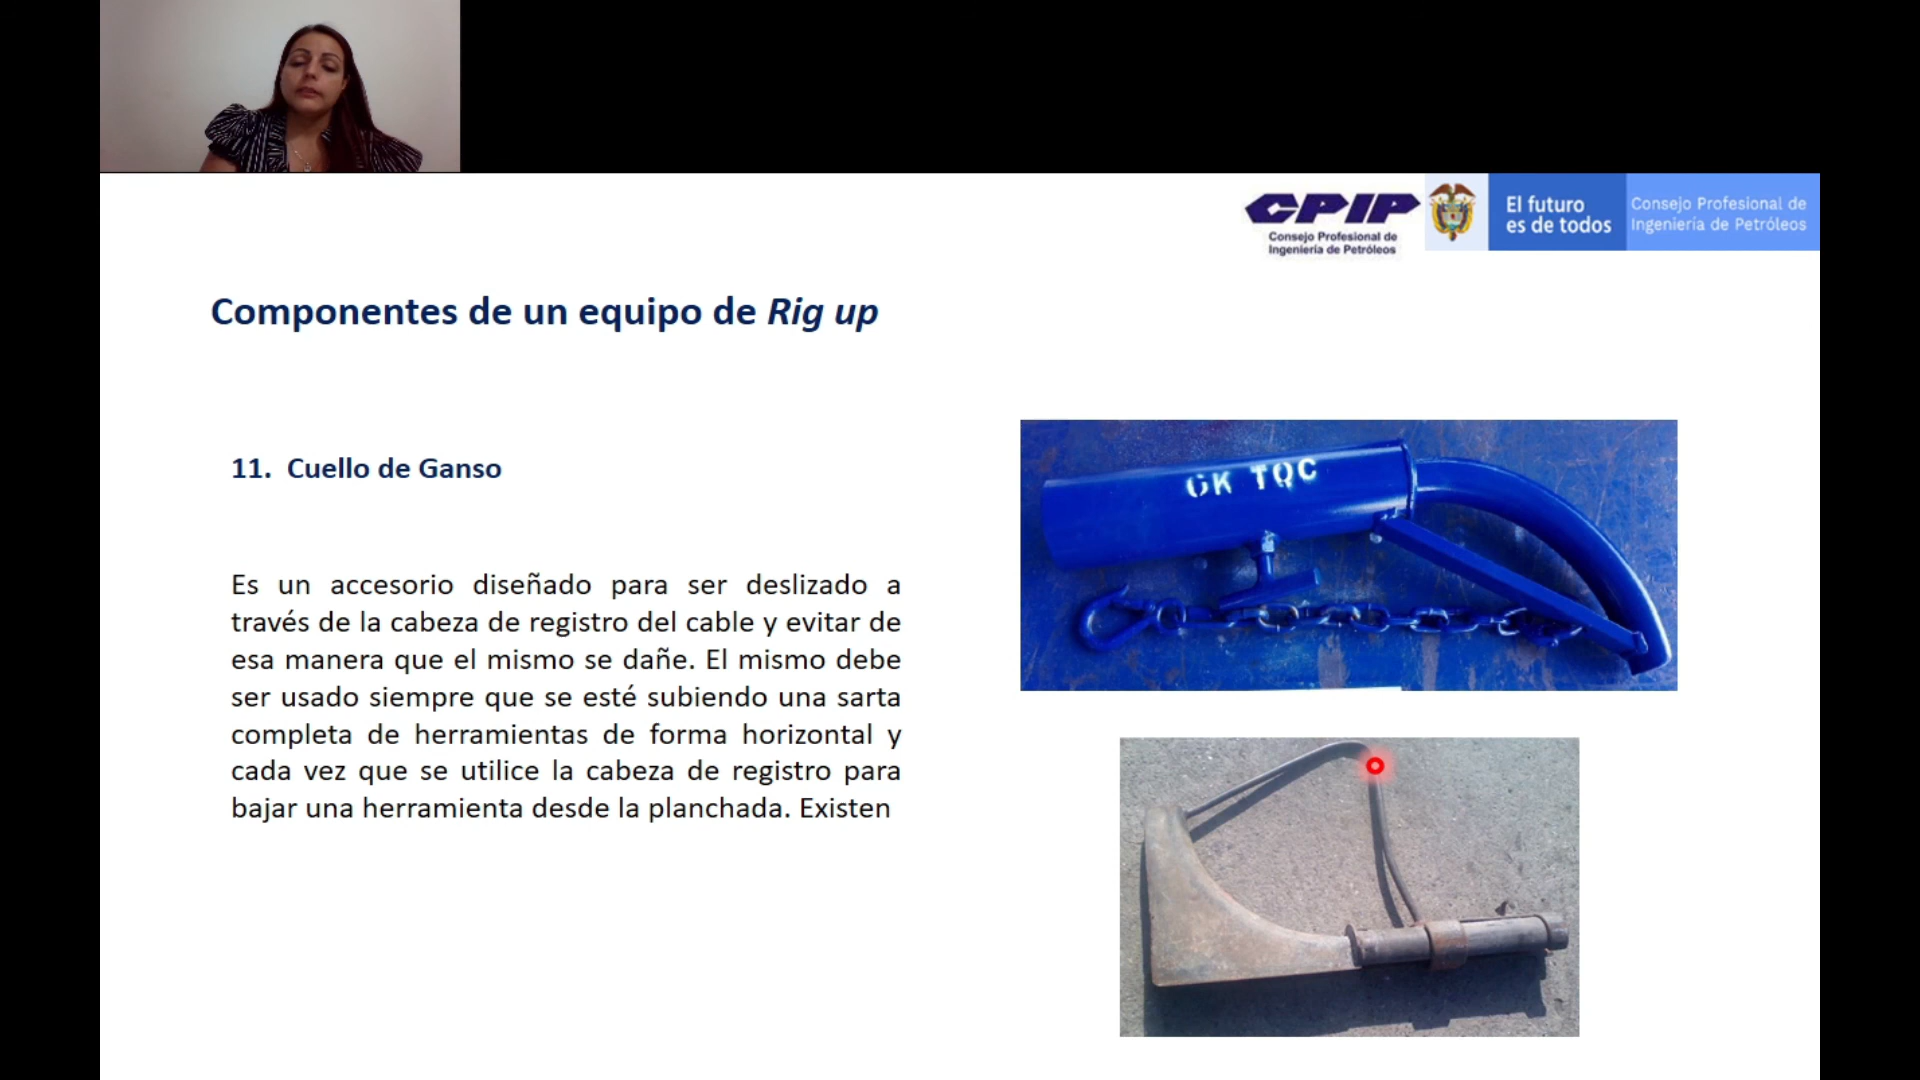 CPIP
Consejo Profesional de
Ingeniería de Petróleos
El futuro
es de todos
Consejo Profesional de
Ingeniería de Petróleos
Componentes de un equipo de Rig up
11. Cuello de Ganso
Es un accesorio diseñado para ser deslizado a
través de la cabeza de registro del cable y evitar de
esa manera que el mismo se dañe. El mismo debe
ser usado siempre que se esté subiendo una sarta
completa de herramientas de forma horizontal y
cada vez que se utilice la cabeza de registro para
bajar una herramienta desde la planchada. Existen
GK TQC